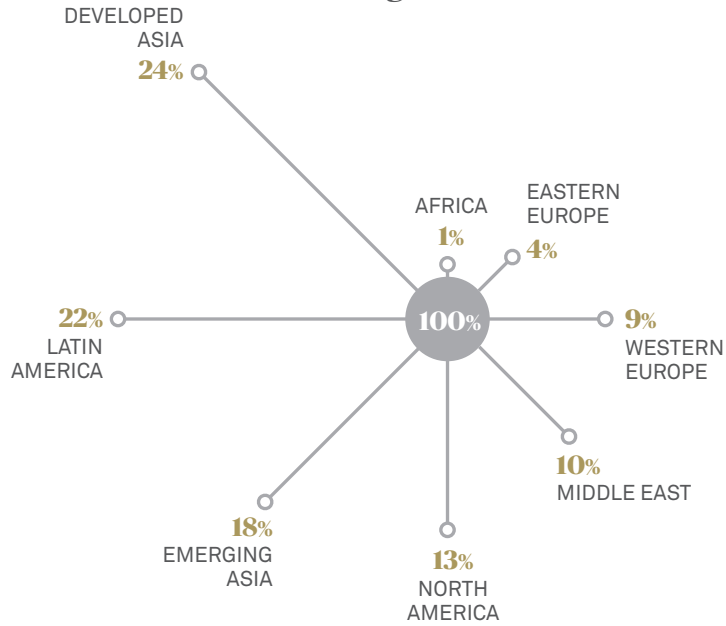 DEVELOPED
ASIA
24%
AFRICA
1%
EASTERN
EUROPE
4%
22%
LATIN
AMERICA
100%
9%
WESTERN
EUROPE
10%
MIDDLE EAST
18%
EMERGING
ASIA
13%
NORTH
AMERICA